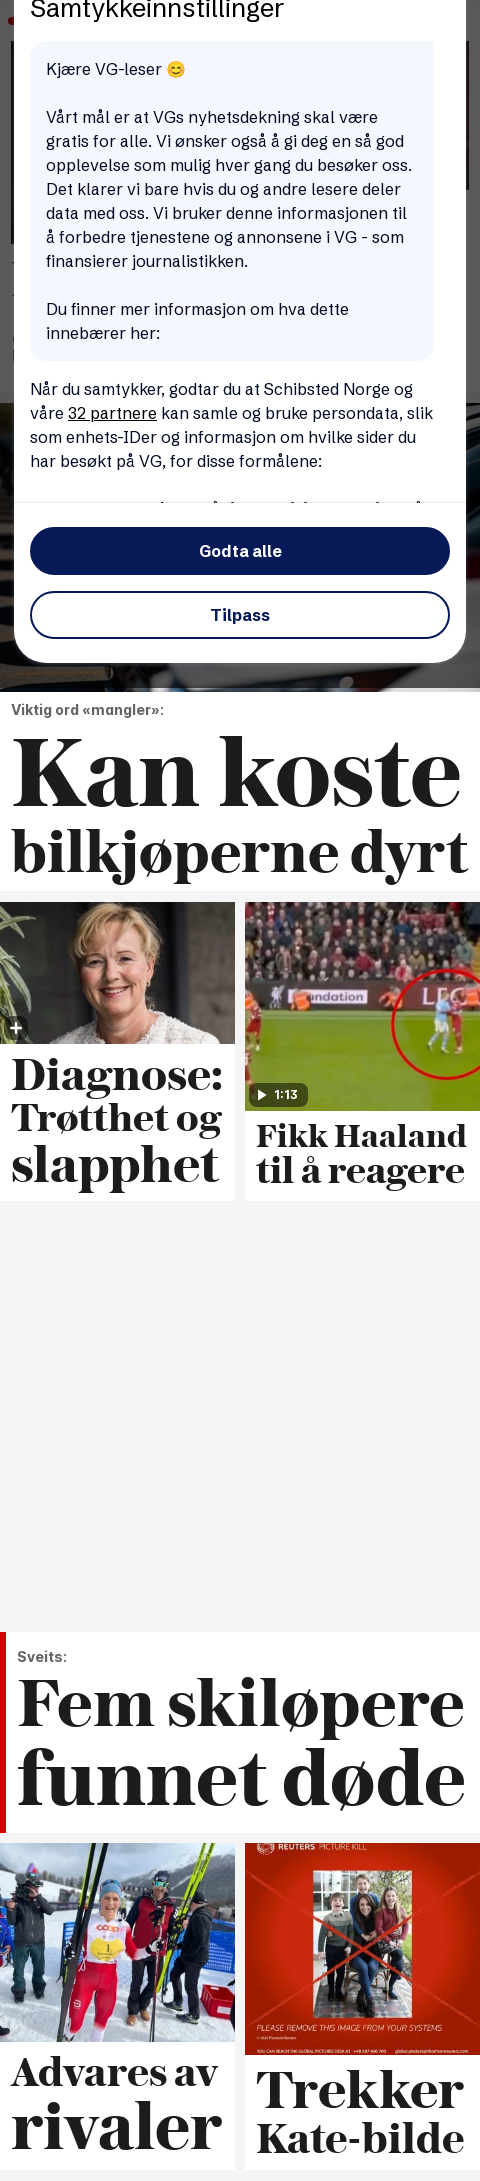 Samtykkeinnstillinger
Kjære VG-leser 😊
Vårt mål er at VGs nyhetsdekning skal være
gratis for alle. Vi ønsker også å gi deg en så god
opplevelse som mulig hver gang du besøker oss.
Det klarer vi bare hvis du og andre lesere deler
data med oss. Vi bruker denne informasjonen til
å forbedre tjenestene og annonsene i VG - som
finansierer journalistikken.
Du finner mer informasjon om hva dette
innebærer her:
Når du samtykker, godtar du at Schibsted Norge og
våre 32 partnere kan samle og bruke persondata, slik
som enhets-IDer og informasjon om hvilke sider du
har besøkt på VG, for disse formålene:
Godta alle
Tilpass
Viktig ord «mangler»:
Kan koste
bilkjøperne dyrt
Diagnose:
Trøtthet og
slapphet
1:13
Fikk Haaland
til å reagere
Sveits:
Fem skiløpere
funnet døde
coop
1
Advares av
rivaler
REUTERS PICTURE KILL
PLEASE REMOVE THIS IMAGE FROM YOUR SYSTEMS
Trekker
Kate-bilde